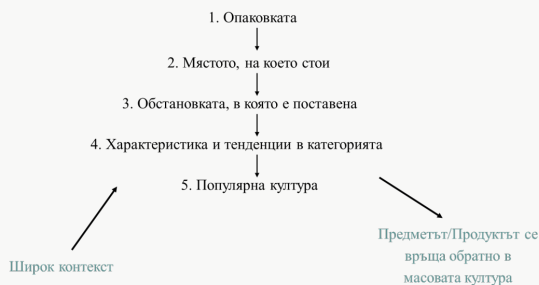 1. Опаковката
2. Мястото, на което стои
3. Обстановката, в която е поставена
4. Характеристика и тенденции в категорията
5. Популярна култура
Широк контекст
Предметът/Продуктът се
връща обратно в
масовата култура